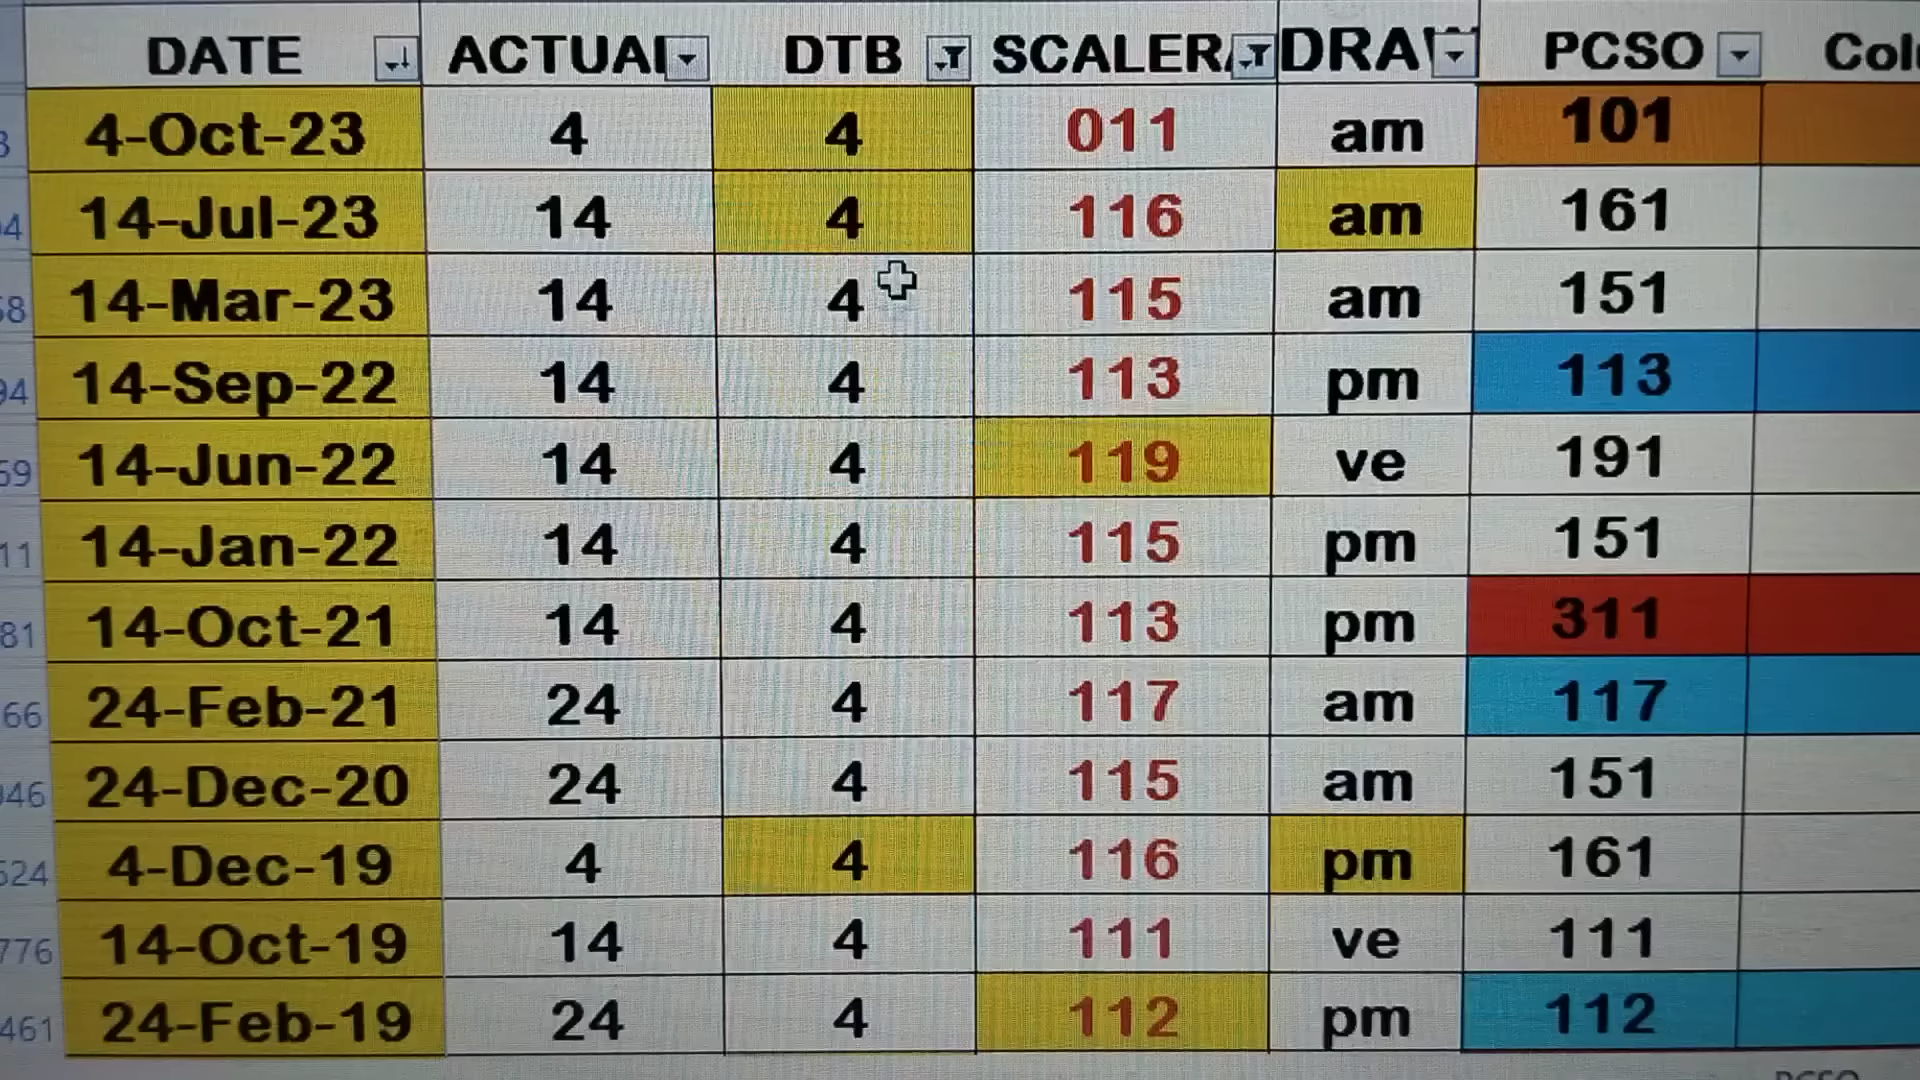 DATE ACTUAL DTB SCALER DRAW PCSO Col
4-Oct-23 4 4 011 am 101
14-Jul-23 14 4 116 am 161
14-Mar-23 14 4 115 am 151
14-Sep-22 14 4 113 pm 113
14-Jun-22 14 4 119 ve 191
14-Jan-22 14 4 115 pm 151
14-Oct-21 14 4 113 pm 311
24-Feb-21 24 4 117 am 117
24-Dec-20 24 4 115 am 151
4-Dec-19 4 4 116 pm 161
14-Oct-19 14 4 111 ve 111
24-Feb-19 24 4 112 pm 112